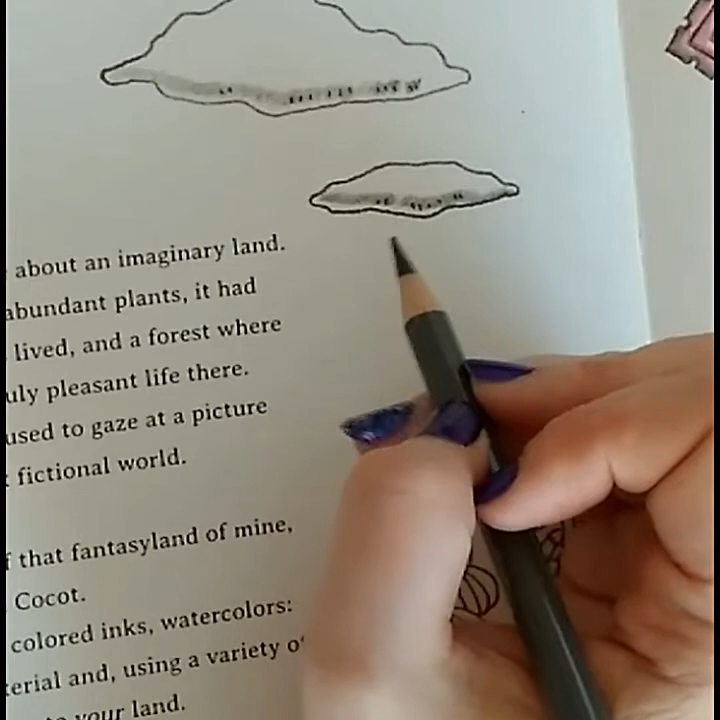 about an imaginary land.
abundant plants, it had
lived, and a forest where
uly pleasant life there.
used to gaze at a picture
fictional world.
f that fantasyland of mine,
Cocot.
colored inks, watercolors:
erial and, using a variety o
your land.